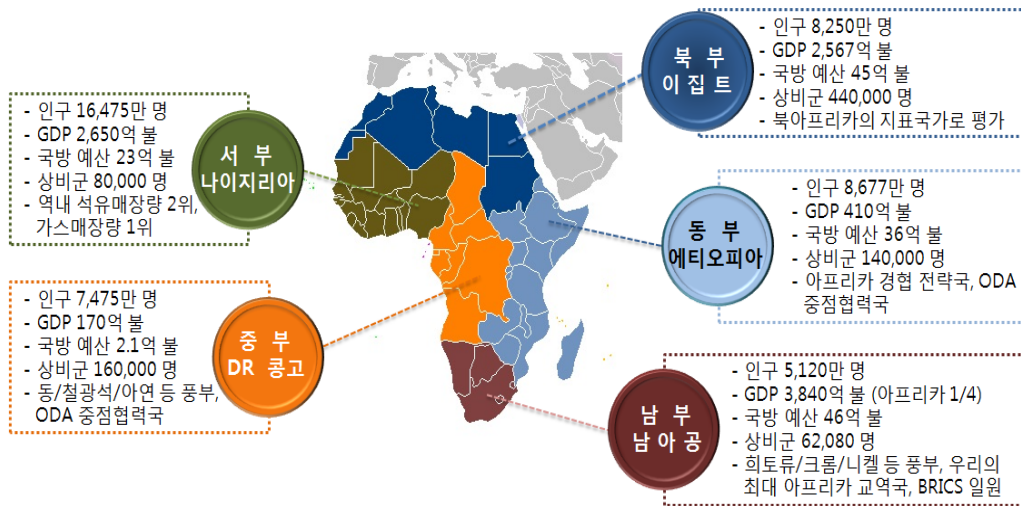 북 부
이 집 트
- 인구 8,250만 명
- GDP 2,567억 불
- 국방 예산 45억 불
- 상비군 440,000 명
- 북아프리카의 지표국가로 평가
서 부
나이지리아
- 인구 16,475만 명
- GDP 2,650억 불
- 국방 예산 23억 불
- 상비군 80,000 명
- 역내 석유매장량 2위,
가스매장량 1위
동 부
에티오피아
- 인구 8,677만 명
- GDP 410억 불
- 국방 예산 36억 불
- 상비군 140,000 명
- 아프리카 경협 전략국, ODA
중점협력국
중 부
DR 콩고
- 인구 7,475만 명
- GDP 170억 불
- 국방 예산 2.1억 불
- 상비군 160,000 명
- 동/철광석/아연 등 풍부,
ODA 중점협력국
남 부
남 아 공
- 인구 5,120만 명
- GDP 3,840억 불 (아프리카 1/4)
- 국방 예산 46억 불
- 상비군 62,080 명
- 희토류/크롬/니켈 등 풍부, 우리의
최대 아프리카 교역국, BRICS 일원